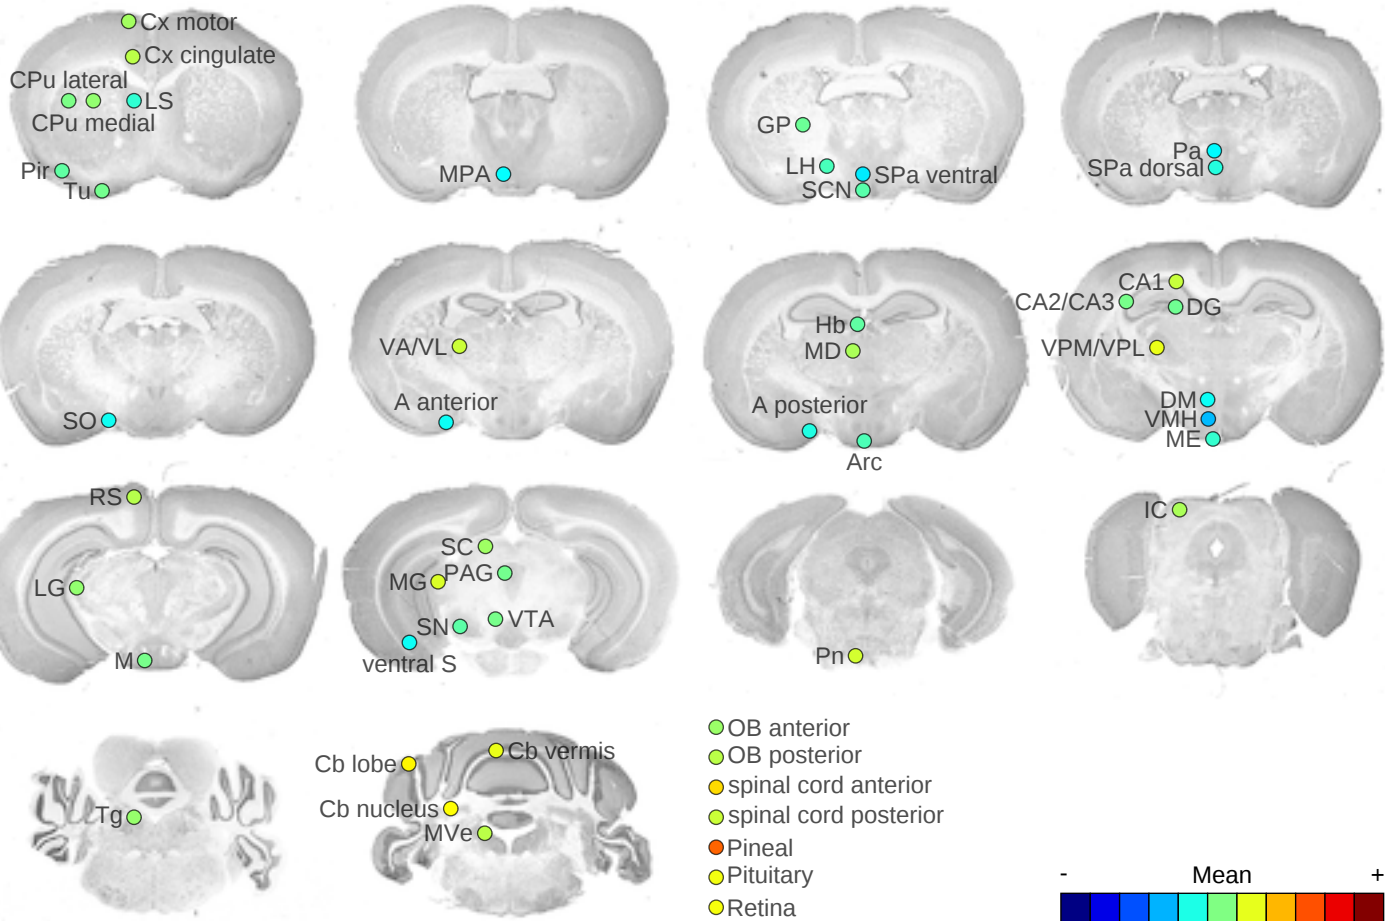 Cx motor
Cx cingulate
CPu lateral
LS
CPu medial
Pir
Tu
MPA
GP
LH
SPa ventral
SCN
Pa
SPa dorsal
SO
VA/VL
A anterior
Hb
MD
A posterior
Arc
CA1
CA2/CA3
DG
VPM/VPL
DM
VMH
ME
RS
LG
M
SC
PAG
MG
VTA
SN
ventral S
Pn
IC
Tg
Cb vermis
Cb lobe
Cb nucleus
MVe
OB anterior
OB posterior
spinal cord anterior
spinal cord posterior
Pineal
Pituitary
Retina
- Mean +